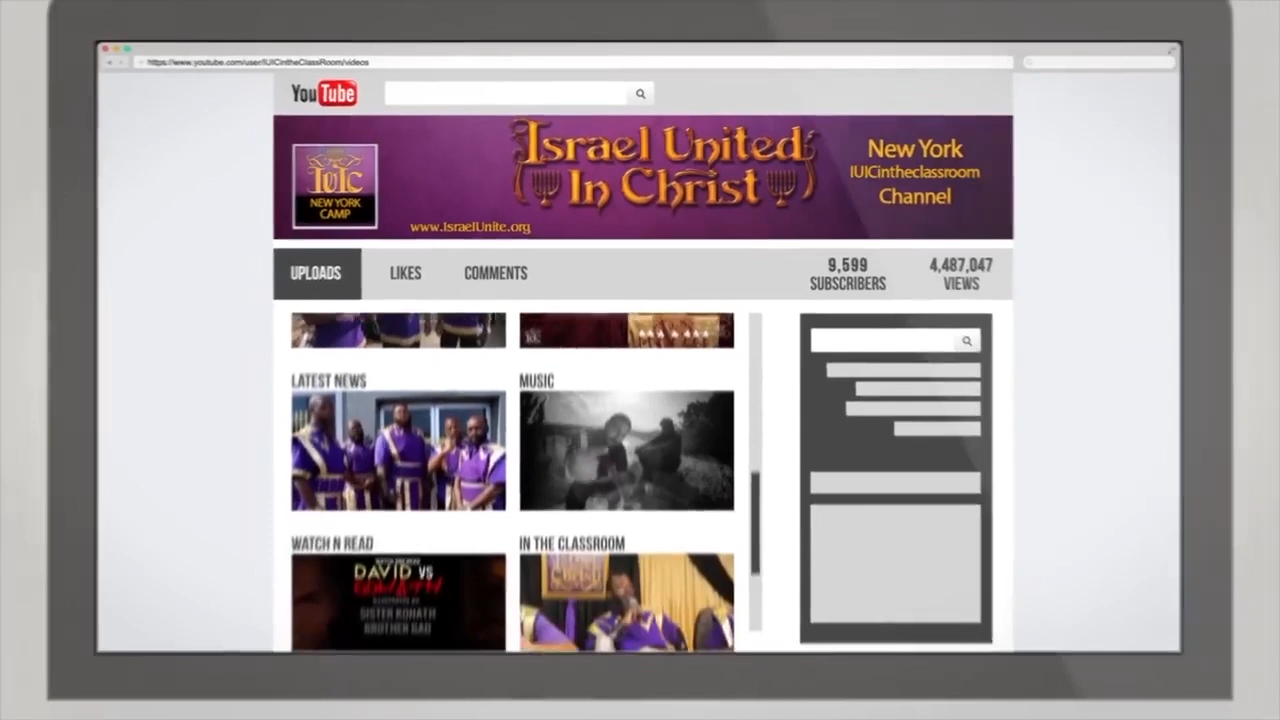 https://www.youtube.com/user/IUICintheClassRoom/videos
YouTube
IUIC
NEW YORK
CAMP
Israel United
In Christ
www.IsraelUnite.org
New York
IUICintheclassroom
Channel
UPLOADS
LIKES
COMMENTS
9,599
SUBSCRIBERS
4,487,047
VIEWS
LATEST NEWS
MUSIC
WATCH N READ
IN THE CLASSROOM
DAVID VS
SISTER KOHATH
BROTHER GAD